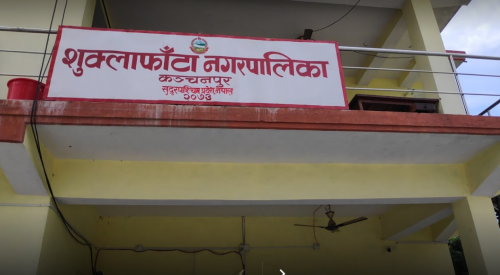 शुक्लाफाँटा नगरपालिका
कञ्चनपुर
सुदूरपश्चिम प्रदेश, नेपाल
२०७३